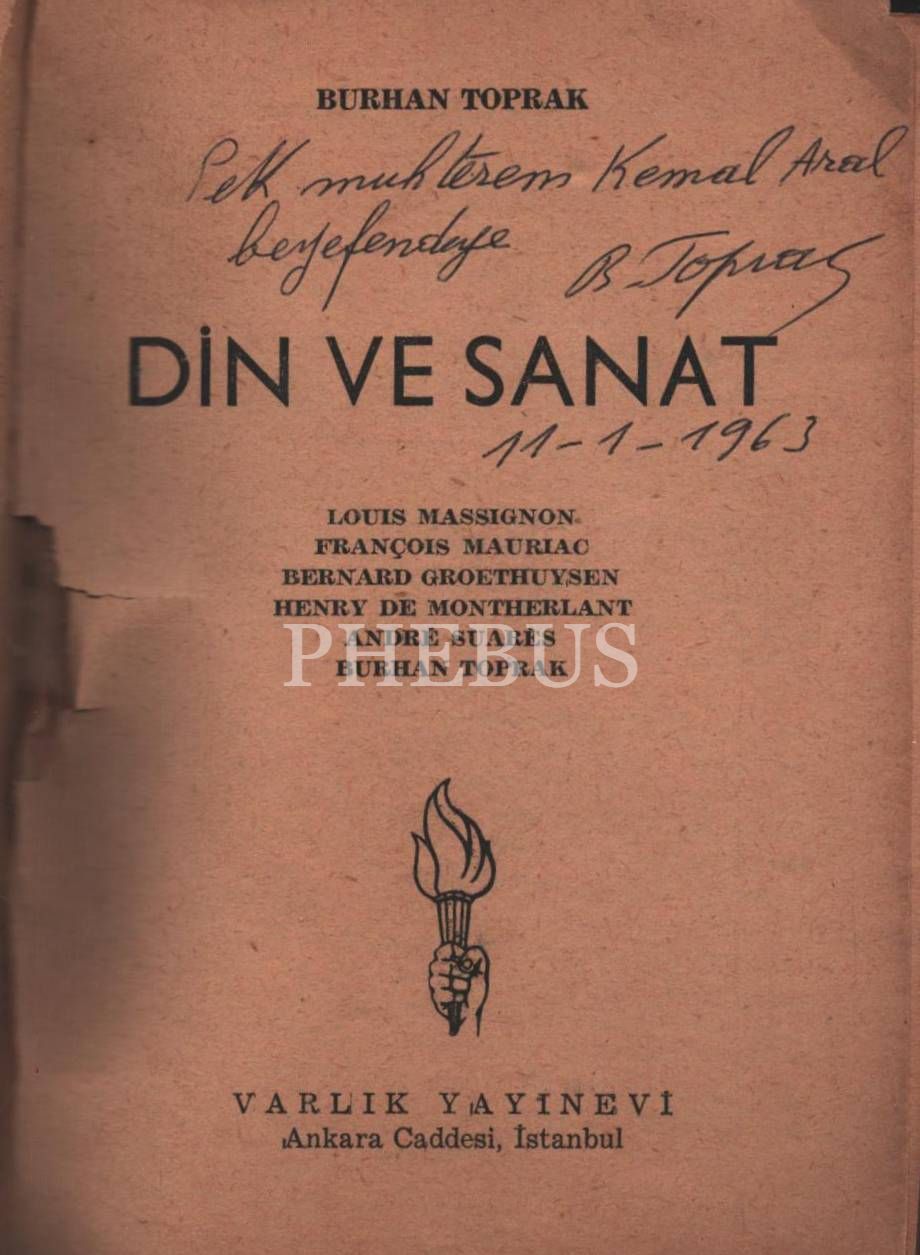 BURHAN TOPRAK
Pek muhterem Kemal Aral
beyefendiye
B. Toprak
DİN VE SANAT
11-1-1963
LOUIS MASSIGNON
FRANÇOIS MAURIAC
BERNARD GROETHUYSEN
HENRY DE MONTHERLANT
ANDRÉ SUARÈS
BURHAN TOPRAK
PHEBUS
VARLIK YAYINEVİ
Ankara Caddesi, İstanbul